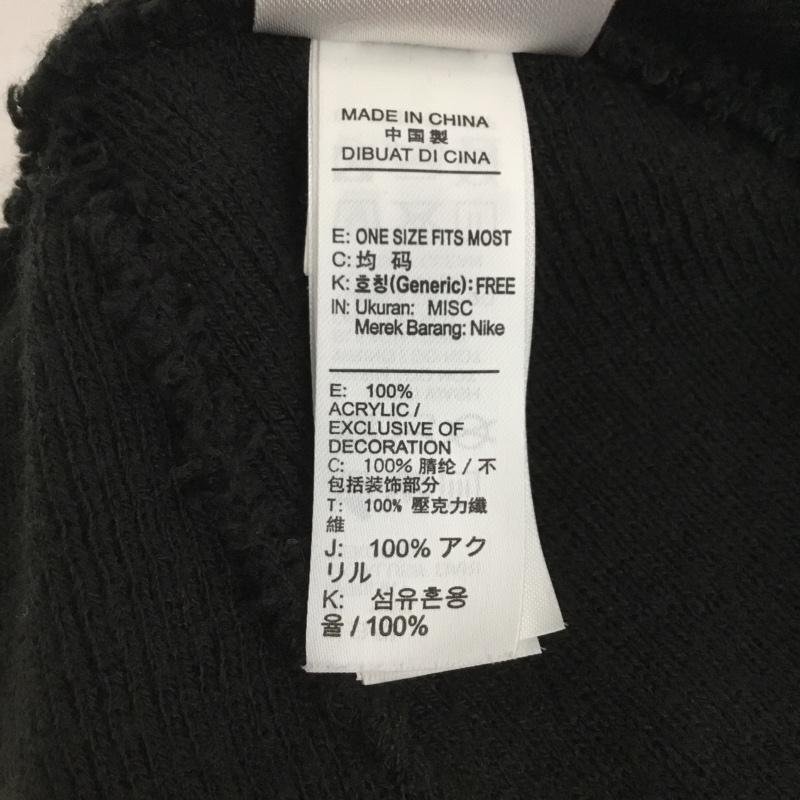 MADE IN CHINA
中国製
DIBUAT DI CINA
E: ONE SIZE FITS MOST
C: 均 码
K: 호칭(Generic): FREE
IN: Ukuran: MISC
Merek Barang: Nike
E: 100%
ACRYLIC /
EXCLUSIVE OF
DECORATION
C: 100% 腈纶 / 不
包括装饰部分
T: 100% 壓克力纖
維
J: 100% アク
リル
K: 섬유혼용
율 / 100%